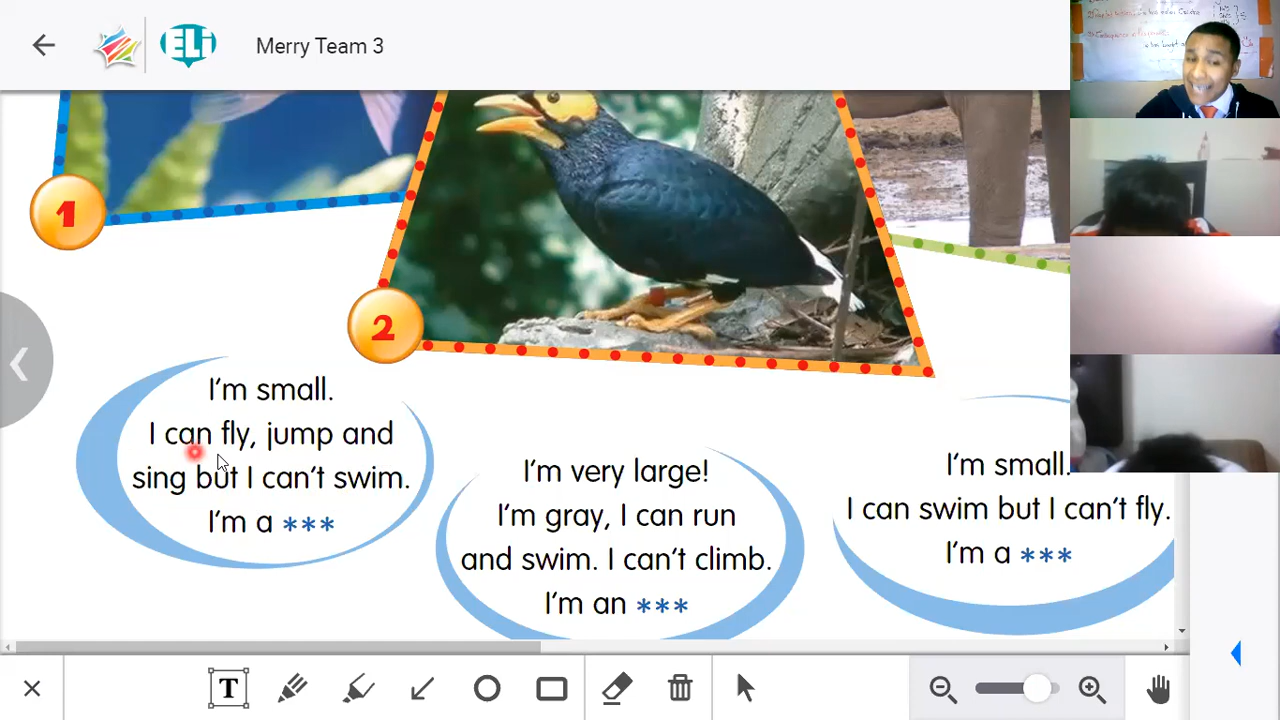 ELi
Merry Team 3
1
2
I'm small.
I can fly, jump and
sing but I can't swim.
I'm a ***
I'm very large!
I'm gray, I can run
and swim. I can't climb.
I'm an ***
I'm small.
I can swim but I can't fly.
I'm a ***
T